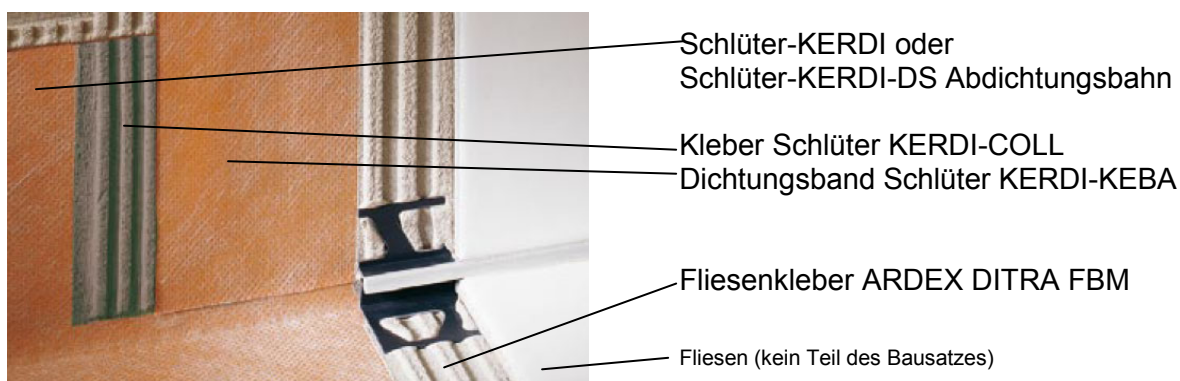 Schlüter-KERDI oder
Schlüter-KERDI-DS Abdichtungsbahn
Kleber Schlüter KERDI-COLL
Dichtungsband Schlüter KERDI-KEBA
Fliesenkleber ARDEX DITRA FBM
Fliesen (kein Teil des Bausatzes)